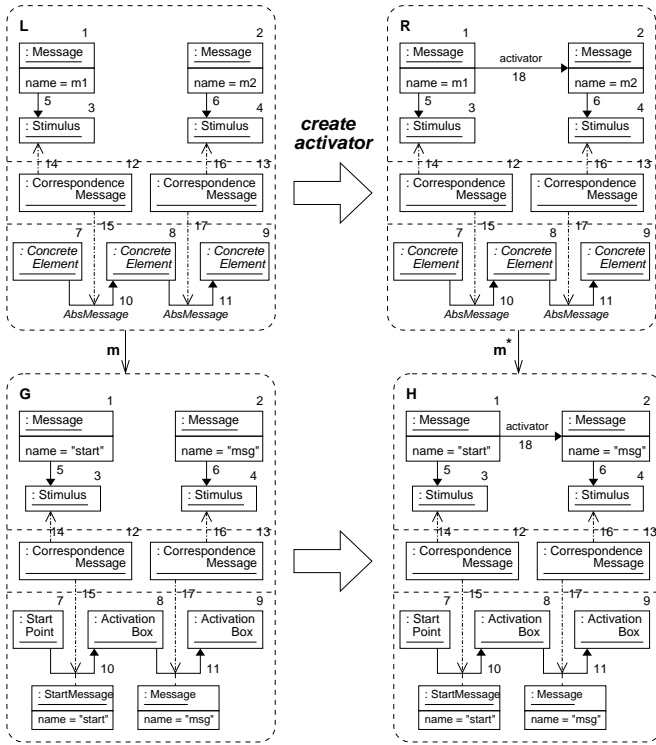 L
1
2
: Message
name = m1
: Message
name = m2
5
3
6
4
: Stimulus
: Stimulus
14
12
16
13
: Correspondence
Message
: Correspondence
Message
15
17
7
8
9
: Concrete
Element
: Concrete
Element
: Concrete
Element
10
11
AbsMessage
AbsMessage
create
activator
R
1
2
: Message
name = m1
activator
18
: Message
name = m2
5
3
6
4
: Stimulus
: Stimulus
14
12
16
13
: Correspondence
Message
: Correspondence
Message
15
17
7
8
9
: Concrete
Element
: Concrete
Element
: Concrete
Element
10
11
AbsMessage
AbsMessage
m
m*
G
1
2
: Message
name = "start"
: Message
name = "msg"
5
3
6
4
: Stimulus
: Stimulus
14
12
16
13
: Correspondence
Message
: Correspondence
Message
15
17
7
8
9
: Start
Point
: Activation
Box
: Activation
Box
10
11
: StartMessage
name = "start"
: Message
name = "msg"
H
1
2
: Message
name = "start"
activator
18
: Message
name = "msg"
5
3
6
4
: Stimulus
: Stimulus
14
12
16
13
: Correspondence
Message
: Correspondence
Message
15
17
7
8
9
: Start
Point
: Activation
Box
: Activation
Box
10
11
: StartMessage
name = "start"
: Message
name = "msg"